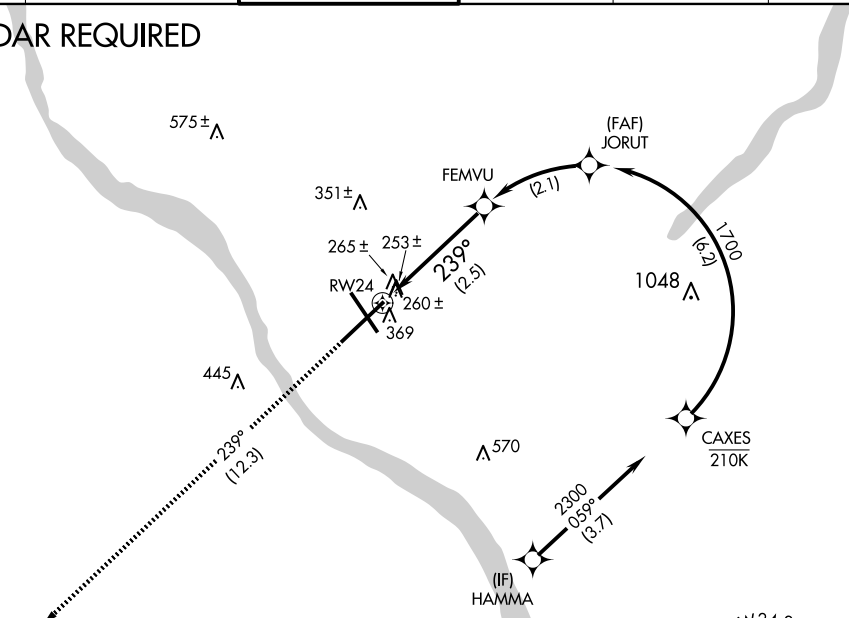 DAR REQUIRED
575±
(FAF)
JORUT
FEMVU
(2.1)
351±
1700
(6.2)
265±
253±
239°
(2.5)
RW24
260±
1048
369
445
CAXES
210K
570
239°
(12.3)
2300
059°
(3.7)
(IF)
HAMMA